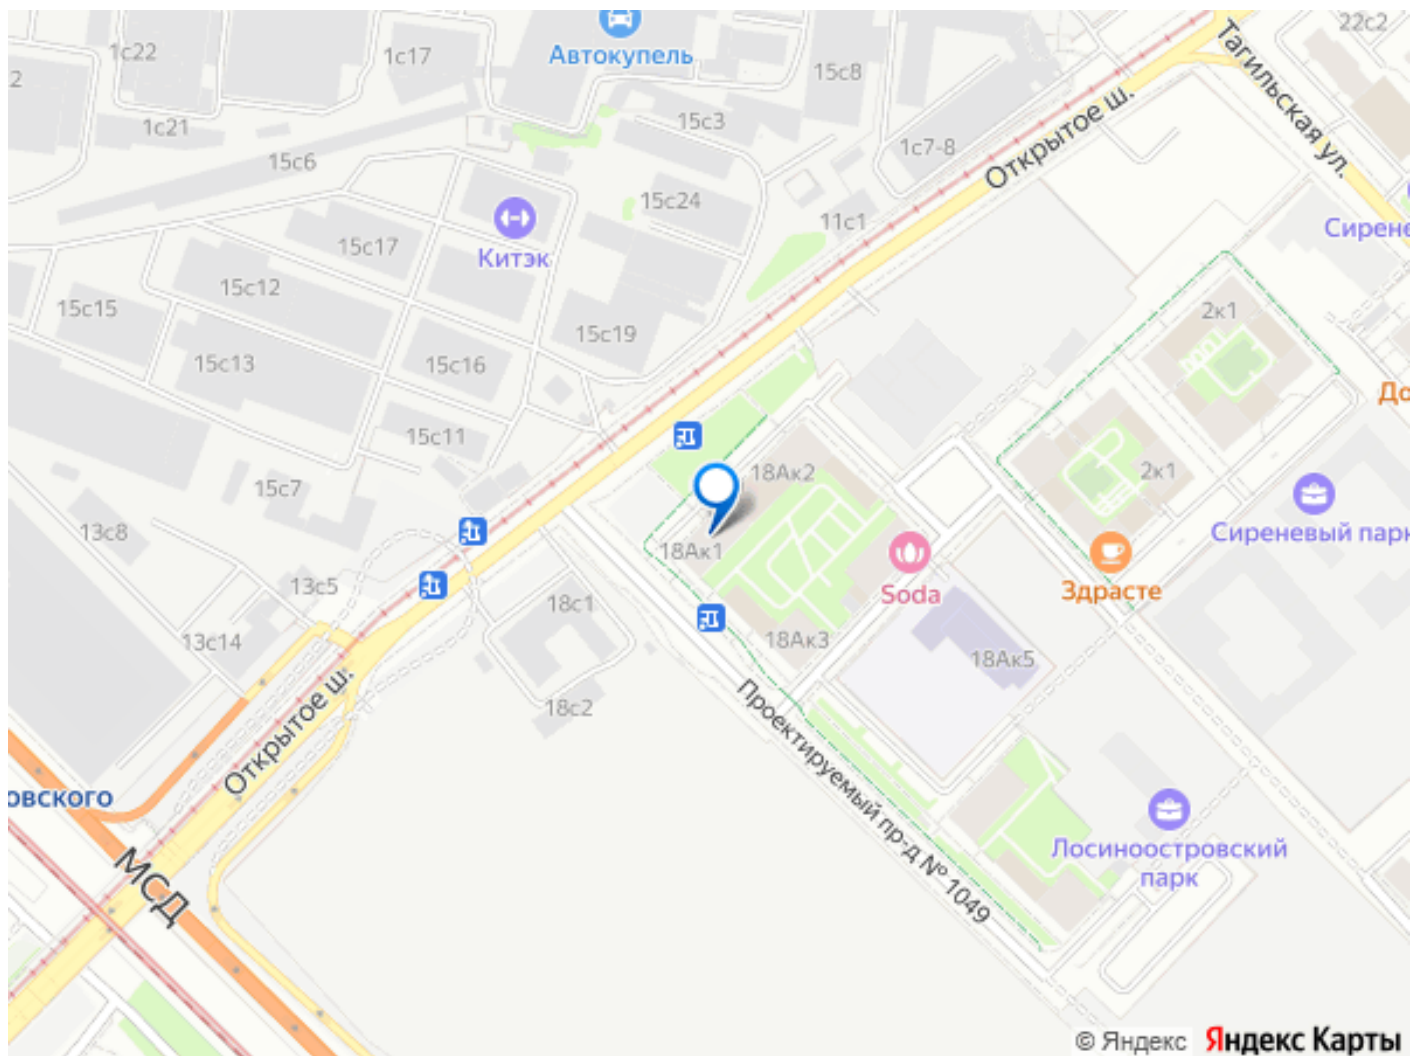 22с2
1с22
1с17
Автокупель
15с8
2
1с21
15с3
Тагильская ул.
15с6
1с7-8
Открытое ш.
15с24
11с1
15с17
Китэк
Сирене
15с12
15с15
15с19
2к1
15с13
15с16
До
15с11
18Ак2
2к1
15с7
13с8
Сиреневый парк
18Ак1
13с5
Soda
Здрасте
18с1
13с14
18Ак3
18Ак5
Открытое ш.
18с2
Проектируемый пр-д № 1049
овского
Лосиноостровский
парк
МСД
© Яндекс Яндекс Карты